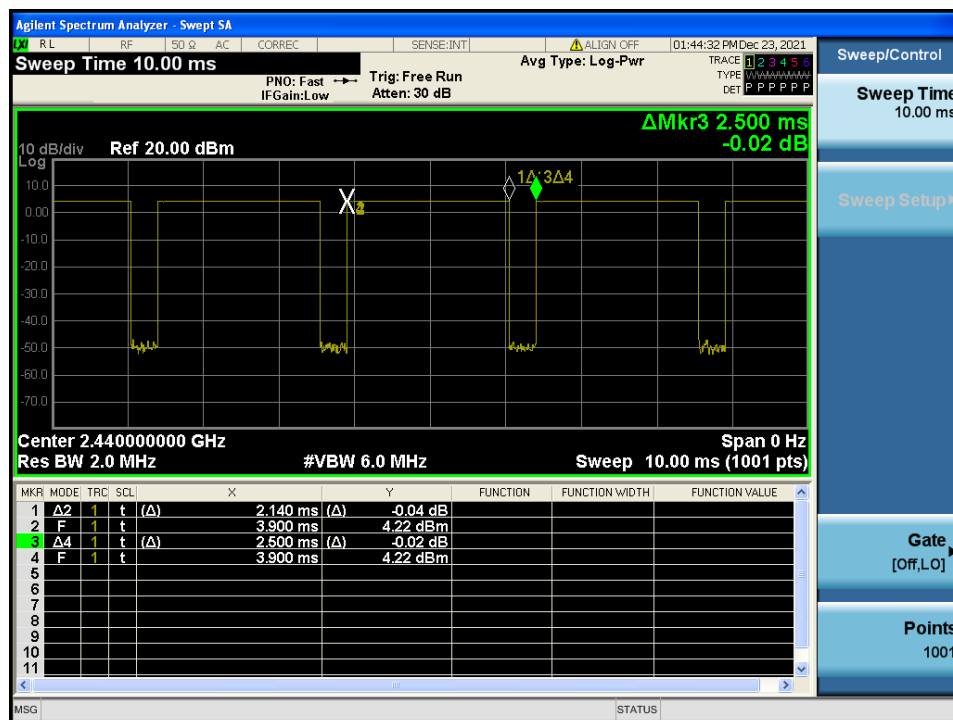 Agilent Spectrum Analyzer - Swept SA
LXI RL RF 50 Ω AC CORREC SENSE:INT ALIGN OFF 01:44:32 PM Dec 23, 2021
Sweep Time 10.00 ms
PNO: Fast
IFGain:Low
Trig: Free Run
Atten: 30 dB
Avg Type: Log-Pwr
TRACE 1 2 3 4 5 6
TYPE
DET P P P P P P
Sweep/Control
Sweep Time
10.00 ms
Sweep Setup
Gate
[Off,LO]
Points
1001
ΔMkr3 2.500 ms
-0.02 dB
10 dB/div Ref 20.00 dBm
Log
10.0
0.00
-10.0
-20.0
-30.0
-40.0
-50.0
-60.0
-70.0
3Δ4
Center 2.440000000 GHz Span 0 Hz
Res BW 2.0 MHz #VBW 6.0 MHz Sweep 10.00 ms (1001 pts)
MKR MODE TRC SCL X Y FUNCTION FUNCTION WIDTH FUNCTION VALUE
1 Δ2 1 t (Δ) 2.140 ms (Δ) -0.04 dB
2 F 1 t 3.900 ms 4.22 dBm
3 Δ4 1 t (Δ) 2.500 ms (Δ) -0.02 dB
4 F 1 t 3.900 ms 4.22 dBm
5
6
7
8
9
10
11
MSG STATUS